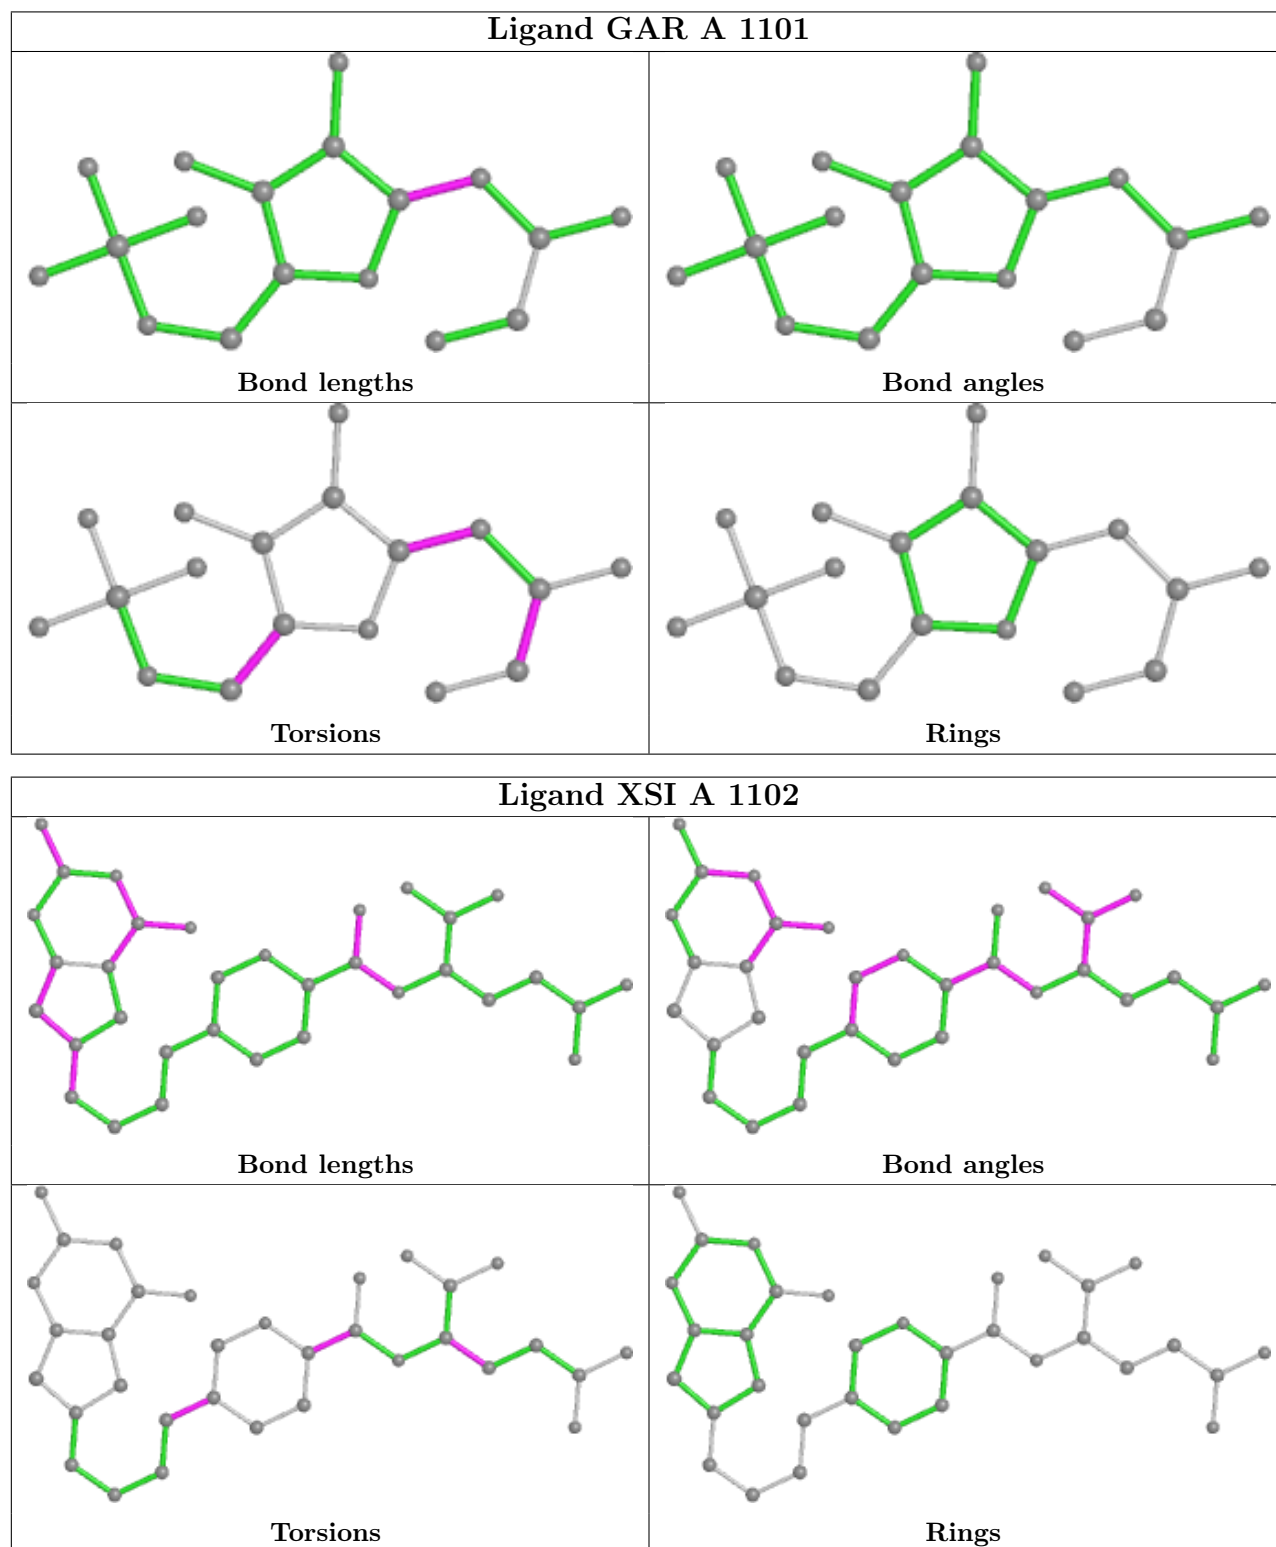 Ligand GAR A 1101
Bond lengths
Bond angles
Torsions
Rings
Ligand XSI A 1102
Bond lengths
Bond angles
Torsions
Rings